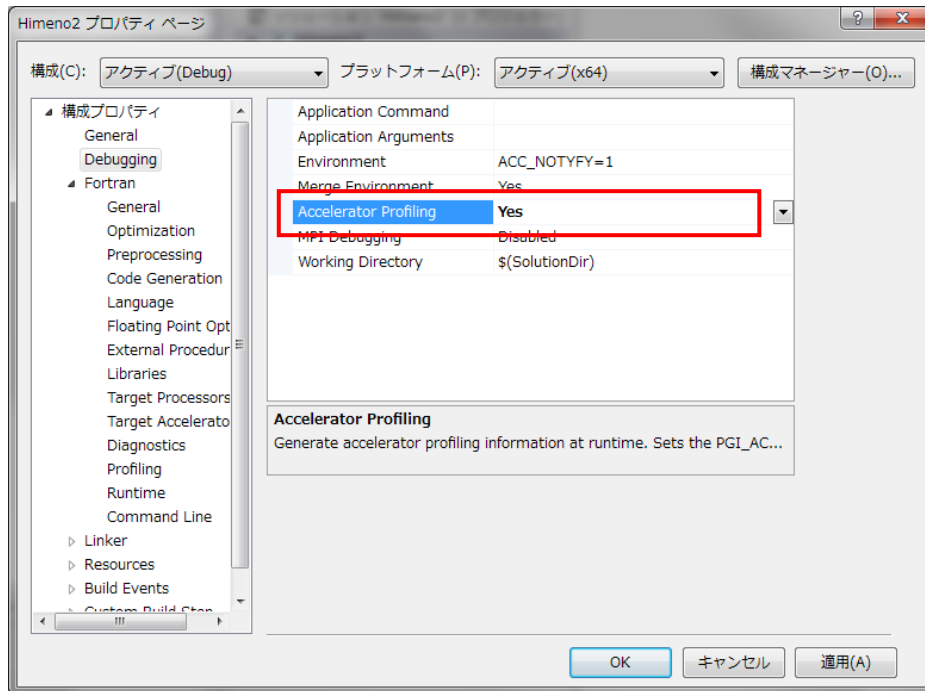 Himeno2 プロパティ ページ
構成(C): アクティブ(Debug) プラットフォーム(P): アクティブ(x64) 構成マネージャー(O)...
構成プロパティ
General
Debugging
Fortran
General
Optimization
Preprocessing
Code Generation
Language
Floating Point Opt
External Procedur
Libraries
Target Processors
Target Accelerato
Diagnostics
Profiling
Runtime
Command Line
Linker
Resources
Build Events
Custom Build Step
Application Command
Application Arguments
Environment ACC_NOTYFY=1
Merge Environment Yes
Accelerator Profiling Yes
MPI Debugging Disabled
Working Directory $(SolutionDir)
Accelerator Profiling
Generate accelerator profiling information at runtime. Sets the PGI_AC...
OK キャンセル 適用(A)